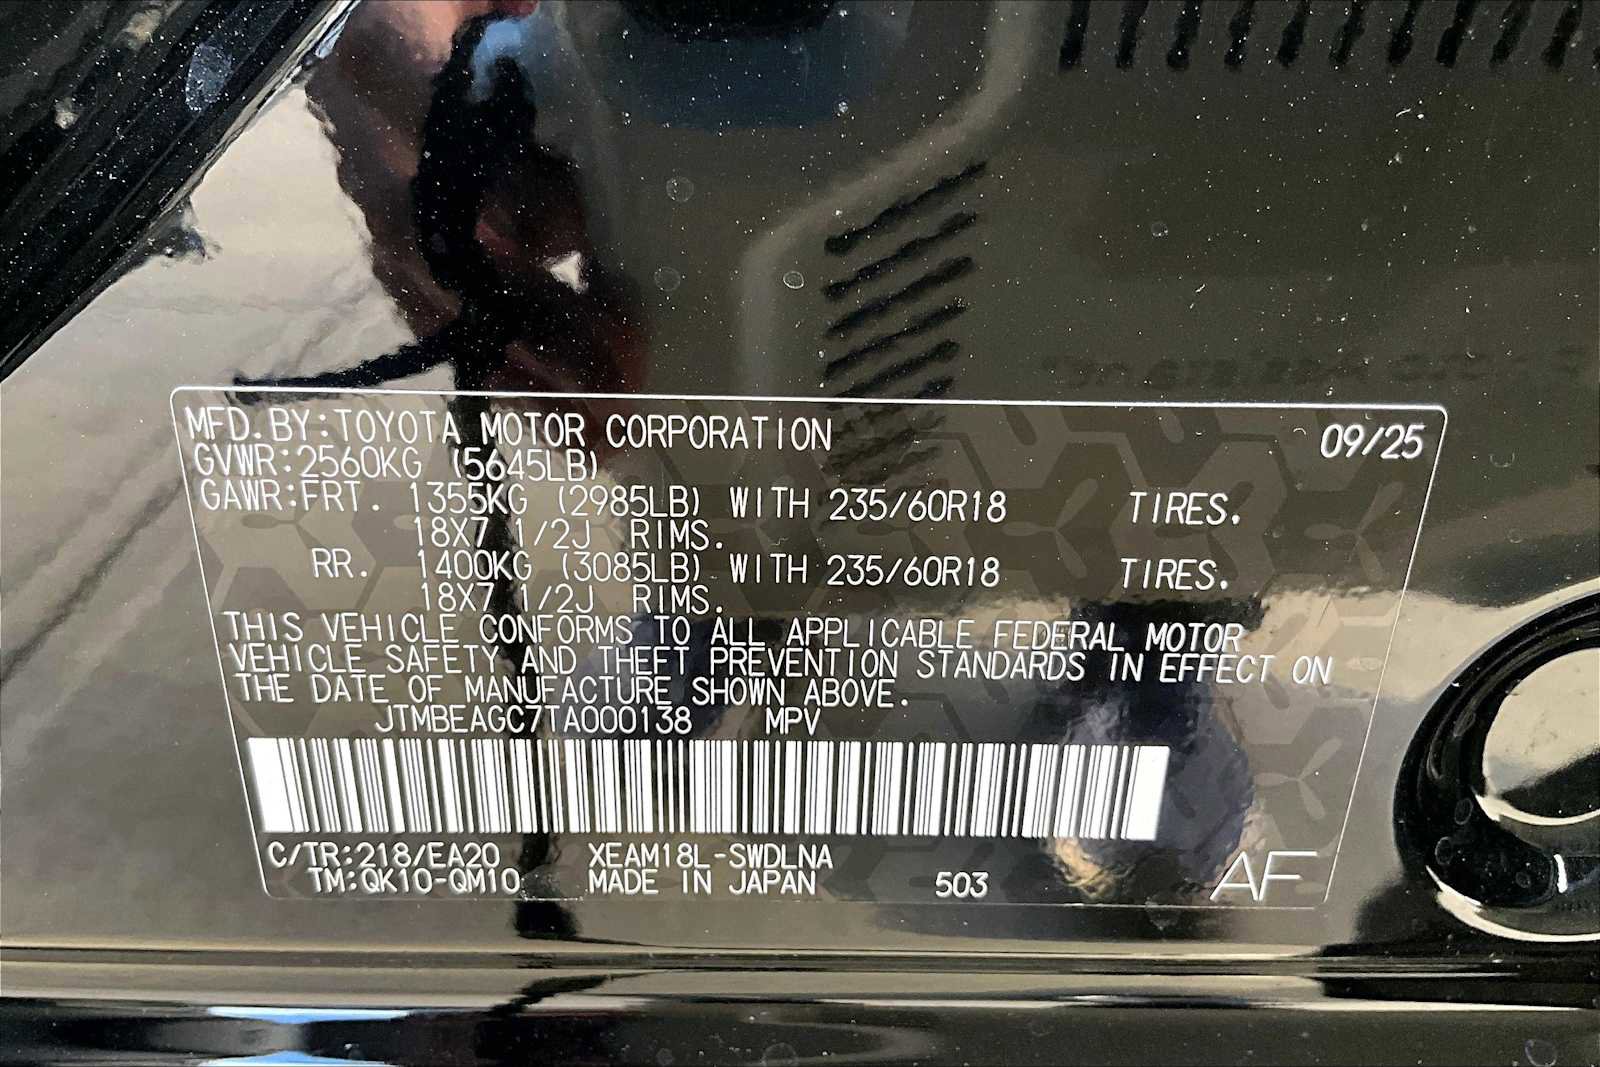 MFD.BY:TOYOTA MOTOR CORPORATION 09/25
GVWR:2560KG (5645LB)
GAWR:FRT. 1355KG (2985LB) WITH 235/60R18 TIRES.
18X7 1/2J RIMS.
RR. 1400KG (3085LB) WITH 235/60R18 TIRES.
18X7 1/2J RIMS.
THIS VEHICLE CONFORMS TO ALL APPLICABLE FEDERAL MOTOR
VEHICLE SAFETY AND THEFT PREVENTION STANDARDS IN EFFECT ON
THE DATE OF MANUFACTURE SHOWN ABOVE.
JTMBEAGC7TA000138 MPV
C/TR:218/EA20 XEAM18L-SWDLNA
TM:QK10-QM10 MADE IN JAPAN 503 AF